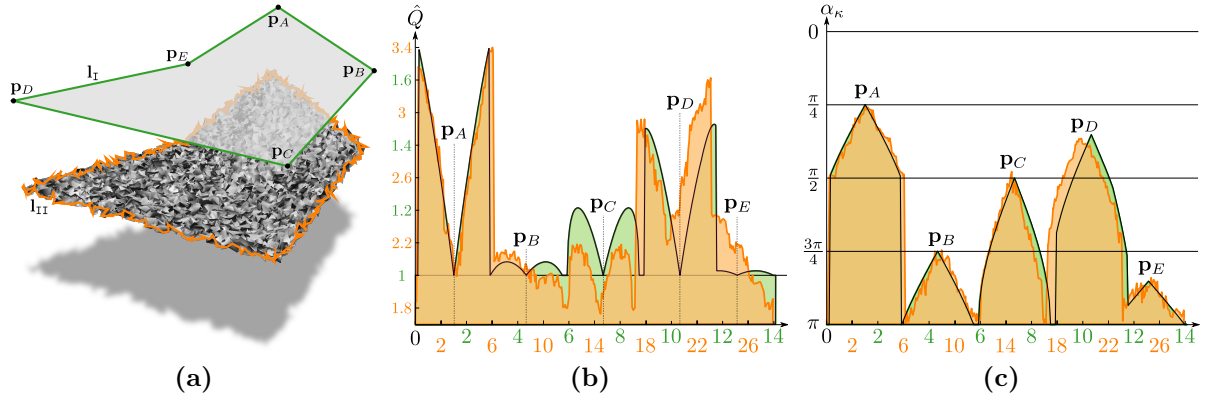 p_A
p_E
p_B
l_I
p_D
p_C
l_II
(a)
Q̂
3.4
1.6
3
1.4
2.6
1.2
2.2
1
1.8
p_A
p_B
p_C
p_D
p_E
0 2 2 6 4 10 6 14 8 18 10 22 12 26 14
(b)
α_κ
0
π/4
π/2
3π/4
π
p_A
p_B
p_C
p_D
p_E
0 2 2 6 4 10 6 14 8 18 10 22 12 26 14
(c)